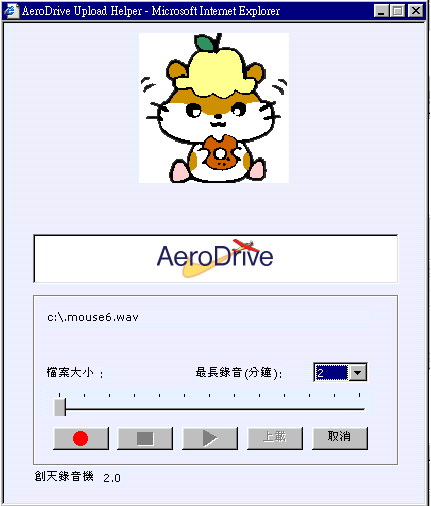 AeroDrive Upload Helper - Microsoft Internet Explorer
AeroDrive
c:\.mouse6.wav
檔案大小 : 最長錄音(分鐘): 2
上載 取消
創天錄音機 2.0